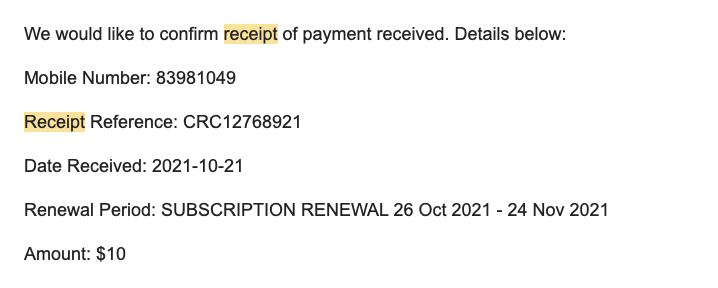 We would like to confirm receipt of payment received. Details below:
Mobile Number: 83981049
Receipt Reference: CRC12768921
Date Received: 2021-10-21
Renewal Period: SUBSCRIPTION RENEWAL 26 Oct 2021 - 24 Nov 2021
Amount: $10